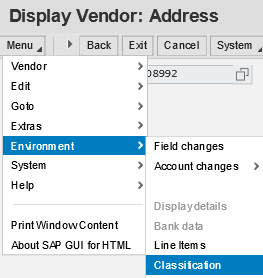 Display Vendor: Address
Menu Back Exit Cancel System
08992
Vendor
Edit
Goto
Extras
Environment
System
Help
Print Window Content
About SAP GUI for HTML
Field changes
Account changes
Display details
Bank data
Line Items
Classification